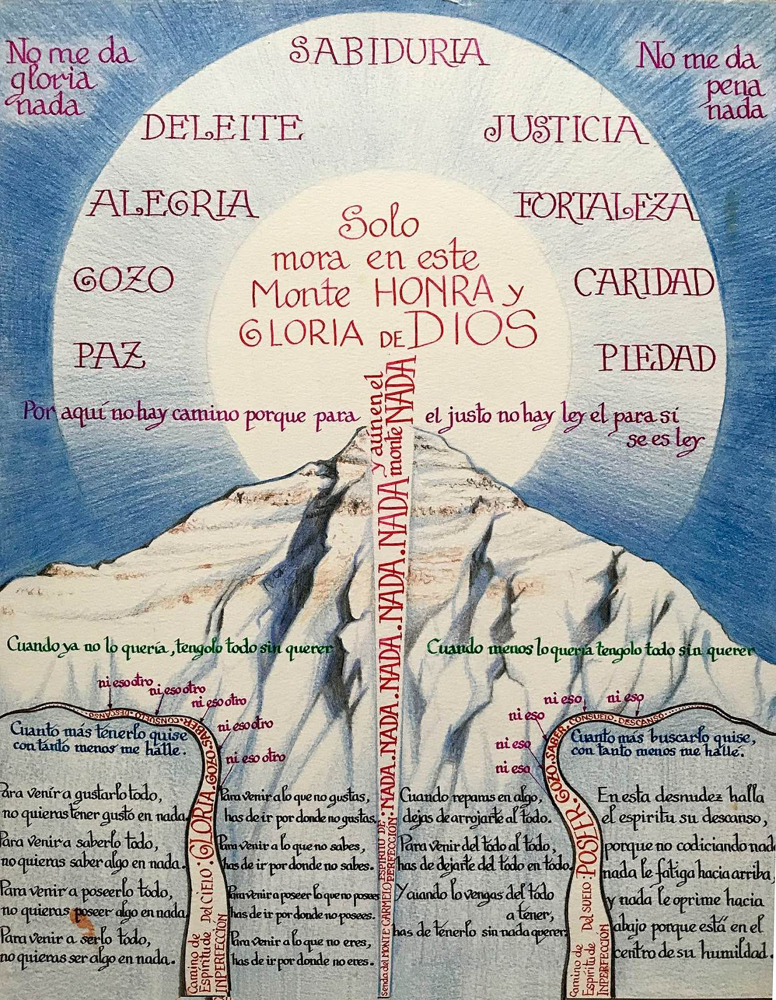 SABIDURIA
No me da
gloria
nada
No me da
pena
nada
DELEITE
JUSTICIA
ALEGRIA
FORTALEZA
GOZO
CARIDAD
PAZ
PIEDAD
Solo
mora en este
Monte HONRA y
GLORIA DE DIOS
Por aquí no hay camino porque para el justo no hay ley el para sí
se es ley
y aún en el
monte NADA
Senda del MONTE CARMELO ESPIRITU DE PERFECCIÓN: NADA.NADA.NADA.NADA.NADA.NADA
Cuando ya no lo quería, tengolo todo sin querer
Cuando menos lo quería tengolo todo sin querer
ni eso otro
ni eso otro
ni eso otro
ni eso otro
ni eso otro
ni eso
ni eso
ni eso
ni eso
ni eso
Camino de
Espíritu de
INPERFECCIÓN
Del CIELO: GLORIA.GOZO.SABER.CONSUELO.DESCANSO
Camino de
Espíritu de
INPERFECCIÓN
Del SUELO: POSEER.GOZO.SABER.CONSUELO.DESCANSO
Cuanto más tenerlo quise
con tanto menos me halle.
Cuanto más buscarlo quise,
con tanto menos me hallé.
Para venir a gustarlo todo,
no quieras tener gusto en nada.
Para venir a saberlo todo,
no quieras saber algo en nada.
Para venir a poseerlo todo,
no quieras poseer algo en nada.
Para venir a serlo todo,
no quieras ser algo en nada.
Para venir a lo que no gustas,
has de ir por donde no gustas.
Para venir a lo que no sabes,
has de ir por donde no sabes.
Para venir a poseer lo que no posees
has de ir por donde no posees.
Para venir a lo que no eres,
has de ir por donde no eres.
Cuando reparas en algo,
dejas de arrojarte al todo.
Para venir del todo al todo,
has de dejarte del todo en todo.
Y cuando lo vengas del todo
a tener,
has de tenerlo sin nada querer.
En esta desnudez halla
el espiritu su descanso,
porque no codiciando nad
nada le fatiga hacia arriba,
y nada le oprime hacia
abajo porque está en el
centro de su humildad.